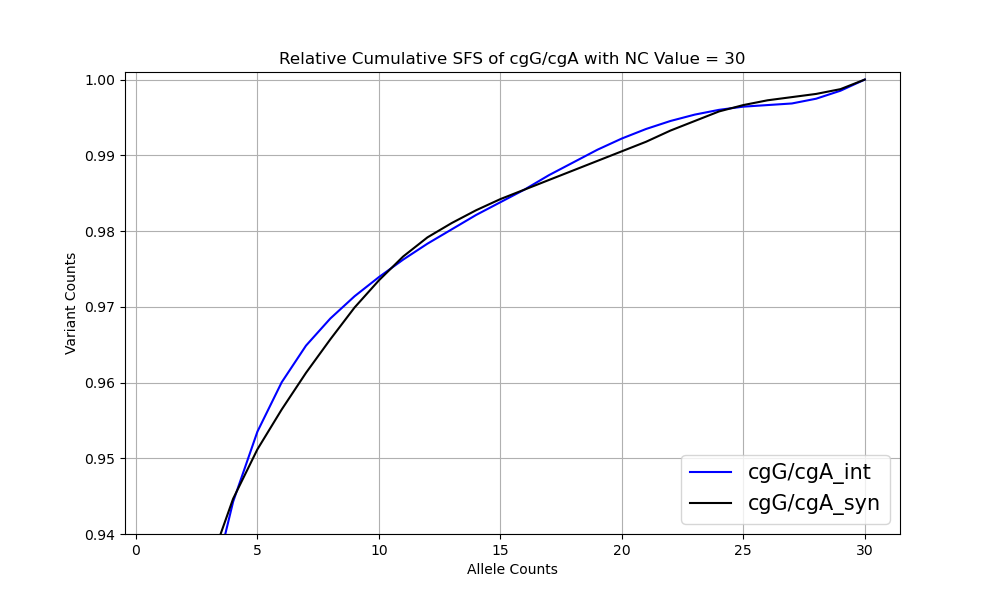 Relative Cumulative SFS of cgG/cgA with NC Value = 30
Variant Counts
1.00
0.99
0.98
0.97
0.96
0.95
0.94
cgG/cgA_int
cgG/cgA_syn
0 5 10 15 20 25 30
Allele Counts